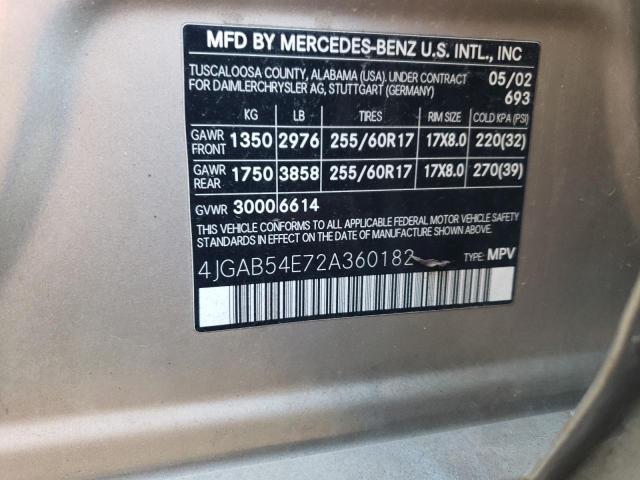 MFD BY MERCEDES-BENZ U.S. INTL., INC
TUSCALOOSA COUNTY, ALABAMA (USA). UNDER CONTRACT 05/02
FOR DAIMLERCHRYSLER AG, STUTTGART (GERMANY) 693
KG LB TIRES RIM SIZE COLD KPA (PSI)
GAWR FRONT 1350 2976 255/60R17 17X8.0 220(32)
GAWR REAR 1750 3858 255/60R17 17X8.0 270(39)
GVWR 3000 6614
THIS VEHICLE CONFORMS TO ALL APPLICABLE FEDERAL MOTOR VEHICLE SAFETY
STANDARDS IN EFFECT ON THE DATE OF MANUFACTURE SHOWN ABOVE.
4JGAB54E72A360182 TYPE: MPV